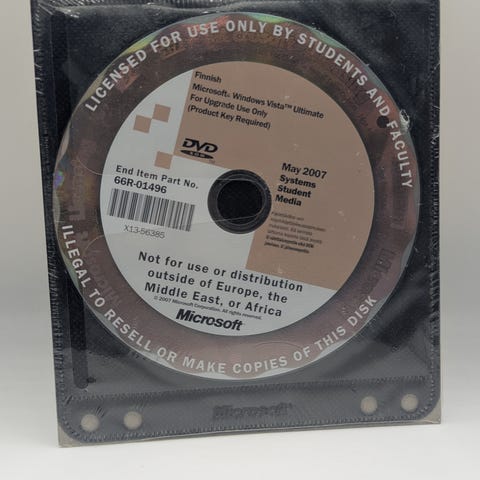 LICENSED FOR USE ONLY BY STUDENTS AND FACULTY
Finnish
Microsoft® Windows Vista™ Ultimate
For Upgrade Use Only
(Product Key Required)
DVD
ROM
End Item Part No.
66R-01496
X13-56385
May 2007
Systems
Student
Media
Not for use or distribution
outside of Europe, the
Middle East, or Africa
© 2007 Microsoft Corporation. All rights reserved.
Microsoft
ILLEGAL TO RESELL OR MAKE COPIES OF THIS DISK
Microsoft